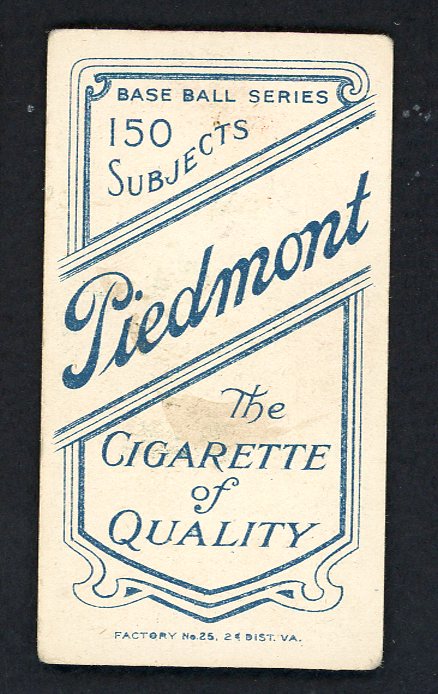 BASE BALL SERIES
150
SUBJECTS
Piedmont
The
CIGARETTE
of
QUALITY
FACTORY No. 25, 2d DIST. VA.